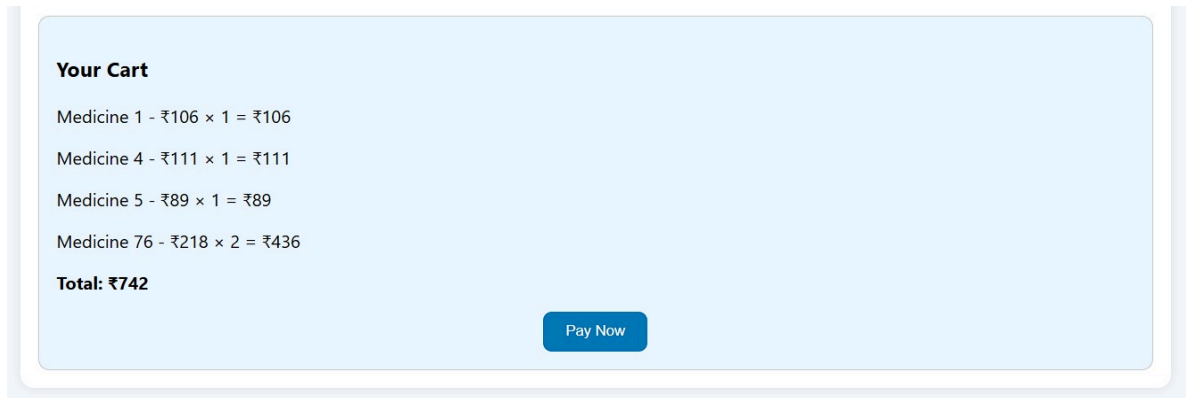 Your Cart
Medicine 1 - ₹106 × 1 = ₹106
Medicine 4 - ₹111 × 1 = ₹111
Medicine 5 - ₹89 × 1 = ₹89
Medicine 76 - ₹218 × 2 = ₹436
Total: ₹742
Pay Now